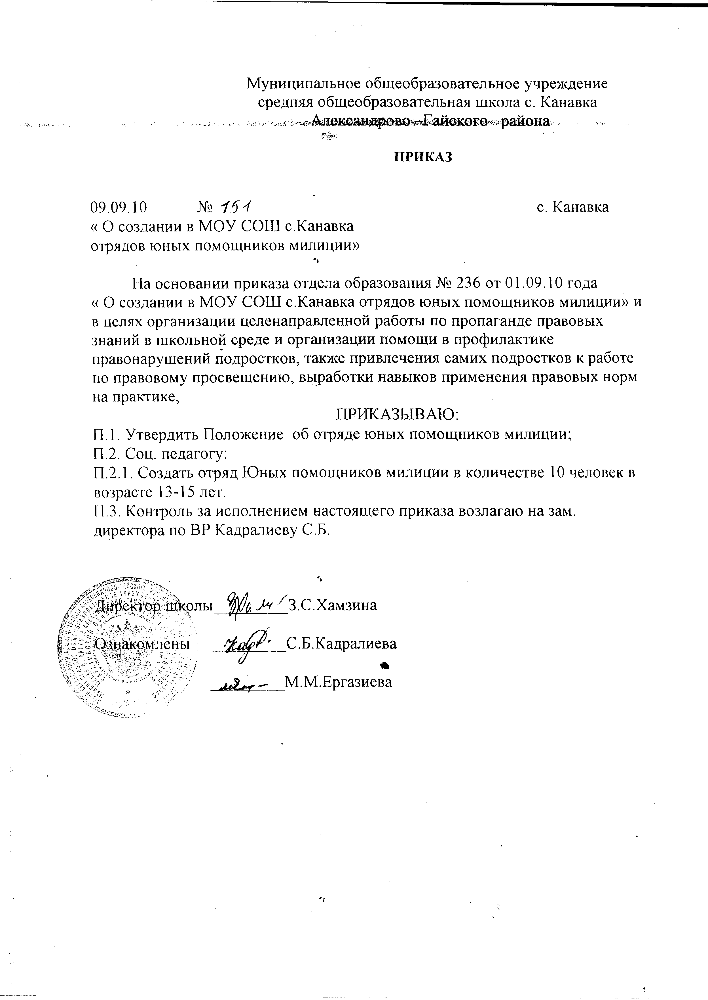 Муниципальное общеобразовательное учреждение
средняя общеобразовательная школа с. Канавка
Александрово–Гайского района
ПРИКАЗ
09.09.10 № 151 с. Канавка
« О создании в МОУ СОШ с.Канавка
отрядов юных помощников милиции»
На основании приказа отдела образования № 236 от 01.09.10 года
« О создании в МОУ СОШ с.Канавка отрядов юных помощников милиции» и
в целях организации целенаправленной работы по пропаганде правовых
знаний в школьной среде и организации помощи в профилактике
правонарушений подростков, также привлечения самих подростков к работе
по правовому просвещению, выработки навыков применения правовых норм
на практике,
ПРИКАЗЫВАЮ:
П.1. Утвердить Положение об отряде юных помощников милиции;
П.2. Соц. педагогу:
П.2.1. Создать отряд Юных помощников милиции в количестве 10 человек в
возрасте 13-15 лет.
П.3. Контроль за исполнением настоящего приказа возлагаю на зам.
директора по ВР Кадралиеву С.Б.
Директор школы З.С.Хамзина
Ознакомлены С.Б.Кадралиева
М.М.Ергазиева